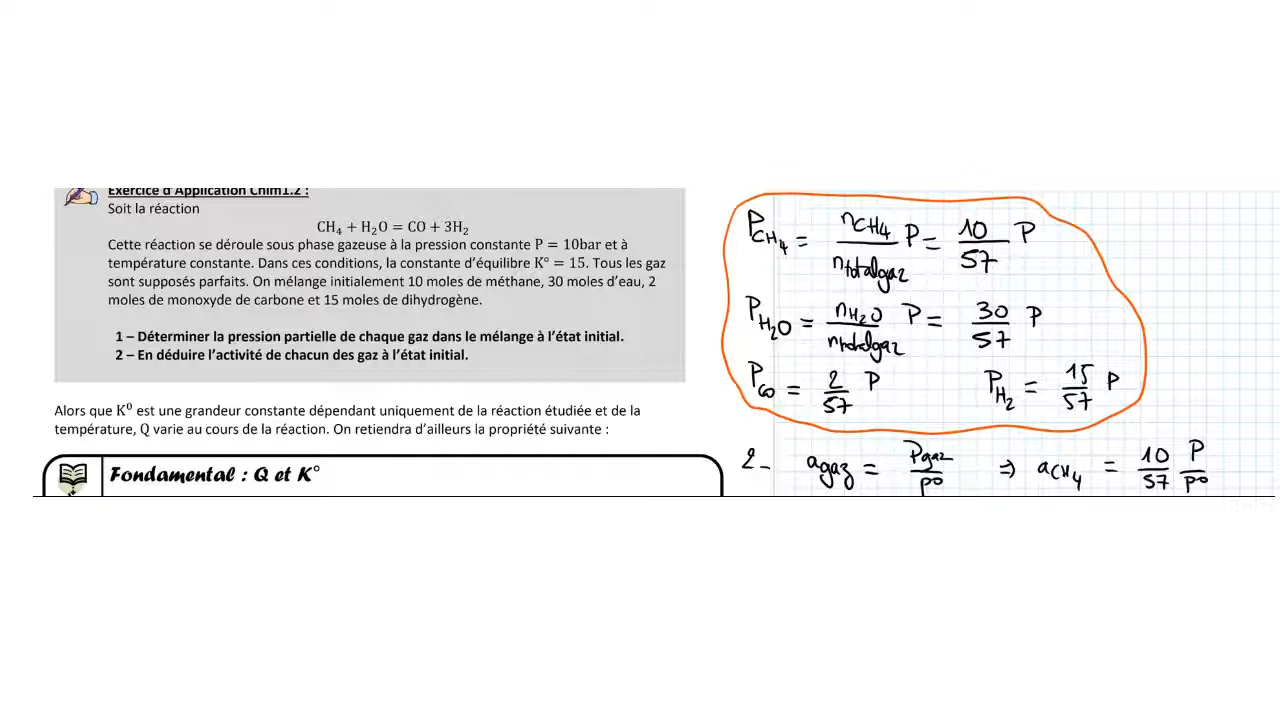 Exercice d'Application Chim1.2 :
Soit la réaction
CH₄ + H₂O = CO + 3H₂
Cette réaction se déroule sous phase gazeuse à la pression constante P = 10bar et à
température constante. Dans ces conditions, la constante d'équilibre K° = 15. Tous les gaz
sont supposés parfaits. On mélange initialement 10 moles de méthane, 30 moles d'eau, 2
moles de monoxyde de carbone et 15 moles de dihydrogène.
1 – Déterminer la pression partielle de chaque gaz dans le mélange à l'état initial.
2 – En déduire l'activité de chacun des gaz à l'état initial.
Alors que K⁰ est une grandeur constante dépendant uniquement de la réaction étudiée et de la
température, Q varie au cours de la réaction. On retiendra d'ailleurs la propriété suivante :
Fondamental : Q et K°
P_CH₄ = n_CH₄ / n_total gaz P = 10/57 P
P_H₂O = n_H₂O / n_total gaz P = 30/57 P
P_CO = 2/57 P P_H₂ = 15/57 P
2- a_gaz = P_gaz / P° ⇒ a_CH₄ = 10/57 P/P°